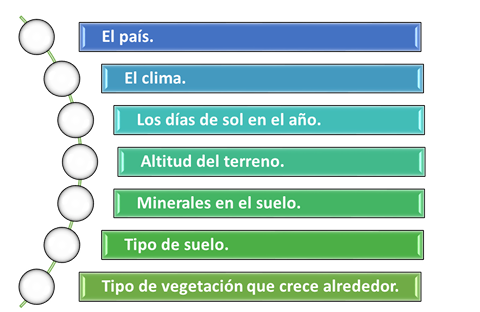 El país.
El clima.
Los días de sol en el año.
Altitud del terreno.
Minerales en el suelo.
Tipo de suelo.
Tipo de vegetación que crece alrededor.